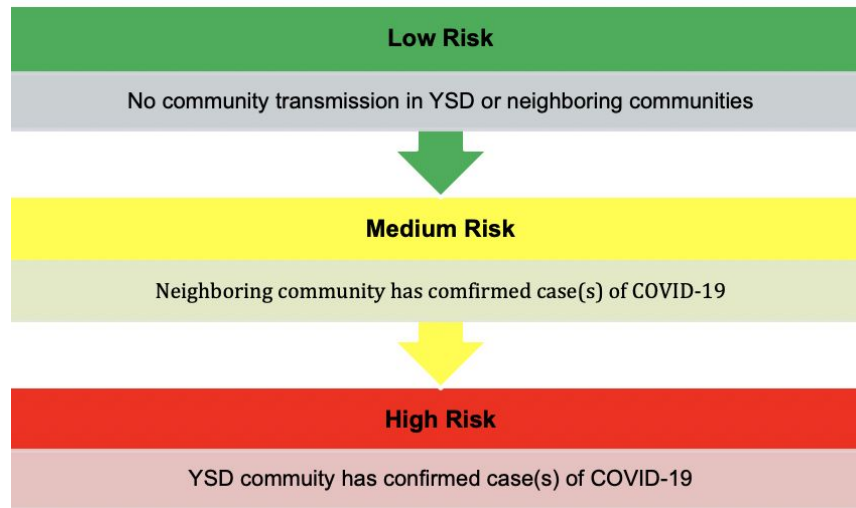 Low Risk
No community transmission in YSD or neighboring communities
Medium Risk
Neighboring community has comfirmed case(s) of COVID-19
High Risk
YSD commuity has confirmed case(s) of COVID-19